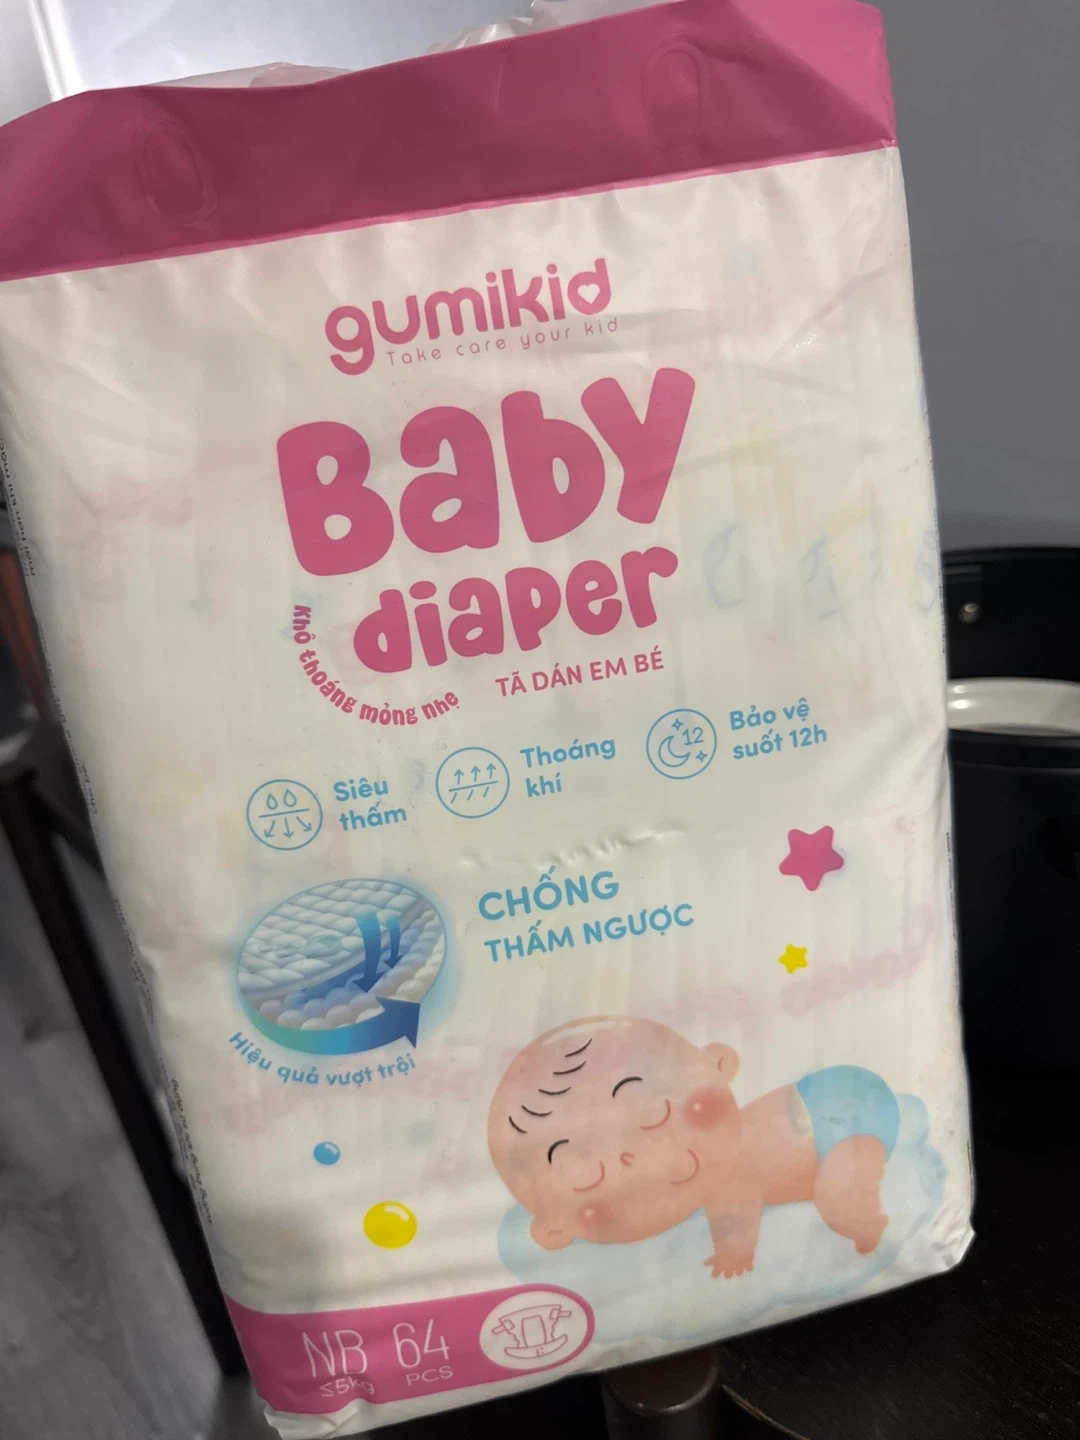 gumikid
Take care your kid
Baby
diaper
Khô thoáng mỏng nhẹ
TÃ DÁN EM BÉ
Siêu
thấm
Thoáng
khí
12
Bảo vệ
suốt 12h
CHỐNG
THẤM NGƯỢC
Hiệu quả vượt trội
NB 64
≤5kg PCS